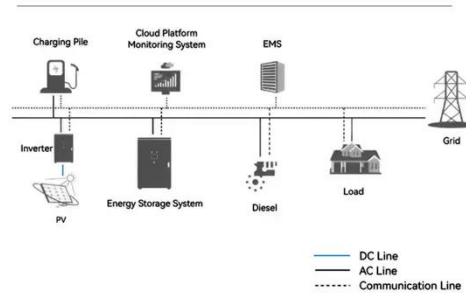 Charging Pile
Cloud Platform
Monitoring System
EMS
Grid
Inverter
PV
Energy Storage System
Diesel
Load
DC Line
AC Line
Communication Line